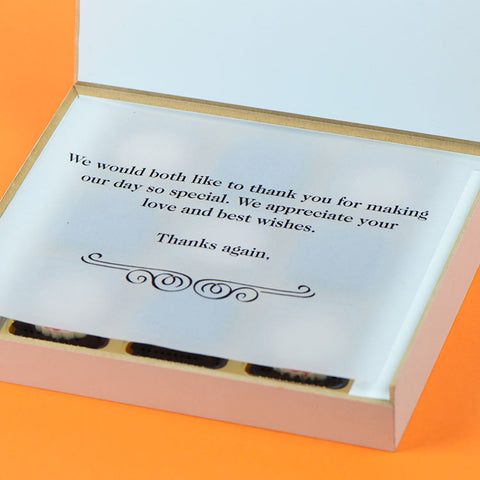 We would both like to thank you for making
our day so special. We appreciate your
love and best wishes.
Thanks again,